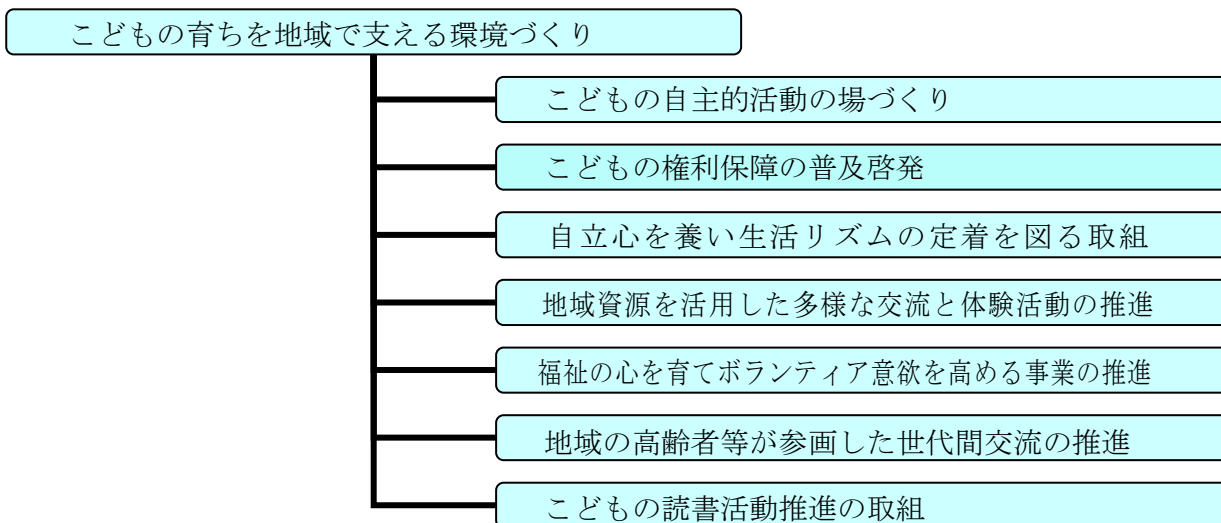 こどもの育ちを地域で支える環境づくり
こどもの自主的活動の場づくり
こどもの権利保障の普及啓発
自立心を養い生活リズムの定着を図る取組
地域資源を活用した多様な交流と体験活動の推進
福祉の心を育てボランティア意欲を高める事業の推進
地域の高齢者等が参画した世代間交流の推進
こどもの読書活動推進の取組